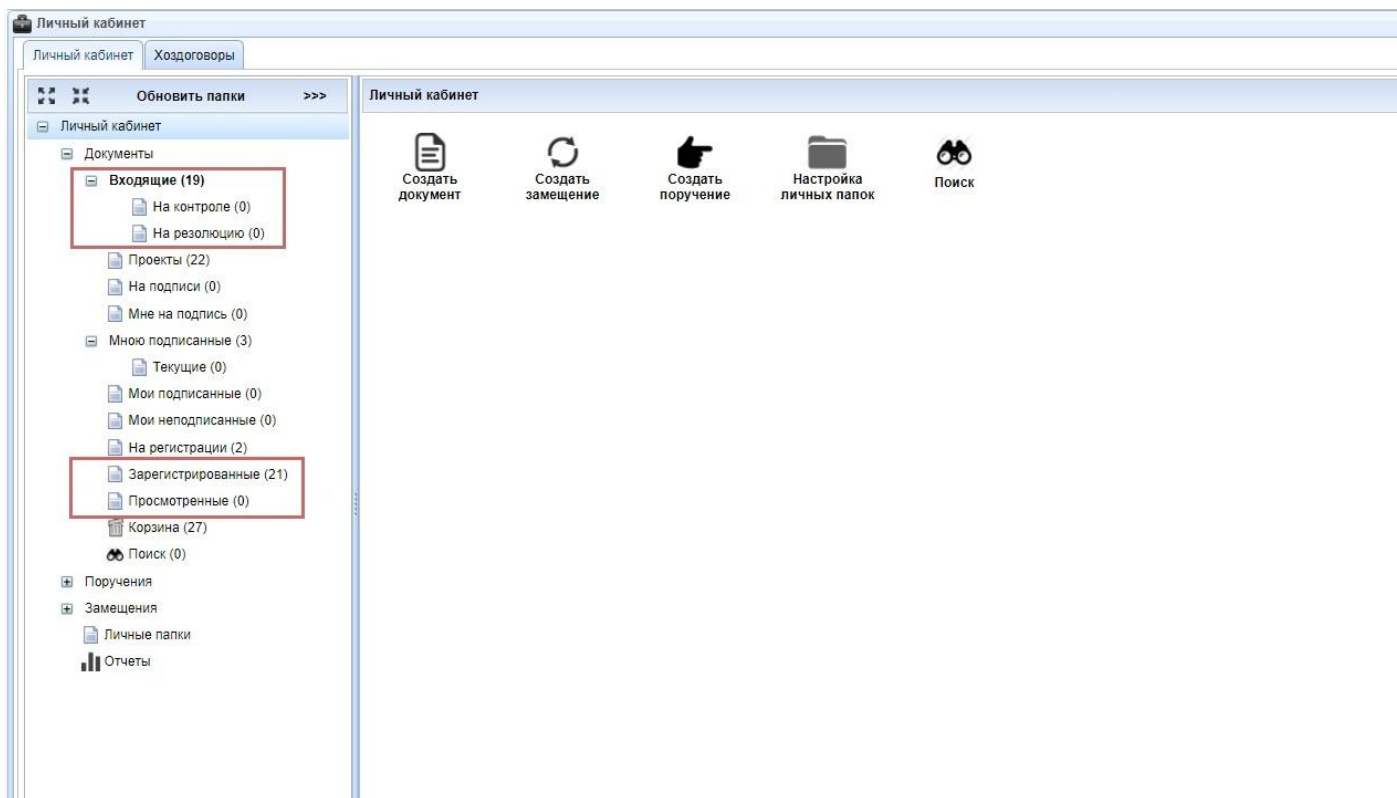 Личный кабинет
Личный кабинет Хоздоговоры
Обновить папки >>>
Личный кабинет
Документы
Входящие (19)
На контроле (0)
На резолюцию (0)
Проекты (22)
На подписи (0)
Мне на подпись (0)
Мною подписанные (3)
Текущие (0)
Мои подписанные (0)
Мои неподписанные (0)
На регистрации (2)
Зарегистрированные (21)
Просмотренные (0)
Корзина (27)
Поиск (0)
Поручения
Замещения
Личные папки
Отчеты
Личный кабинет
Создать
документ
Создать
замещение
Создать
поручение
Настройка
личных папок
Поиск